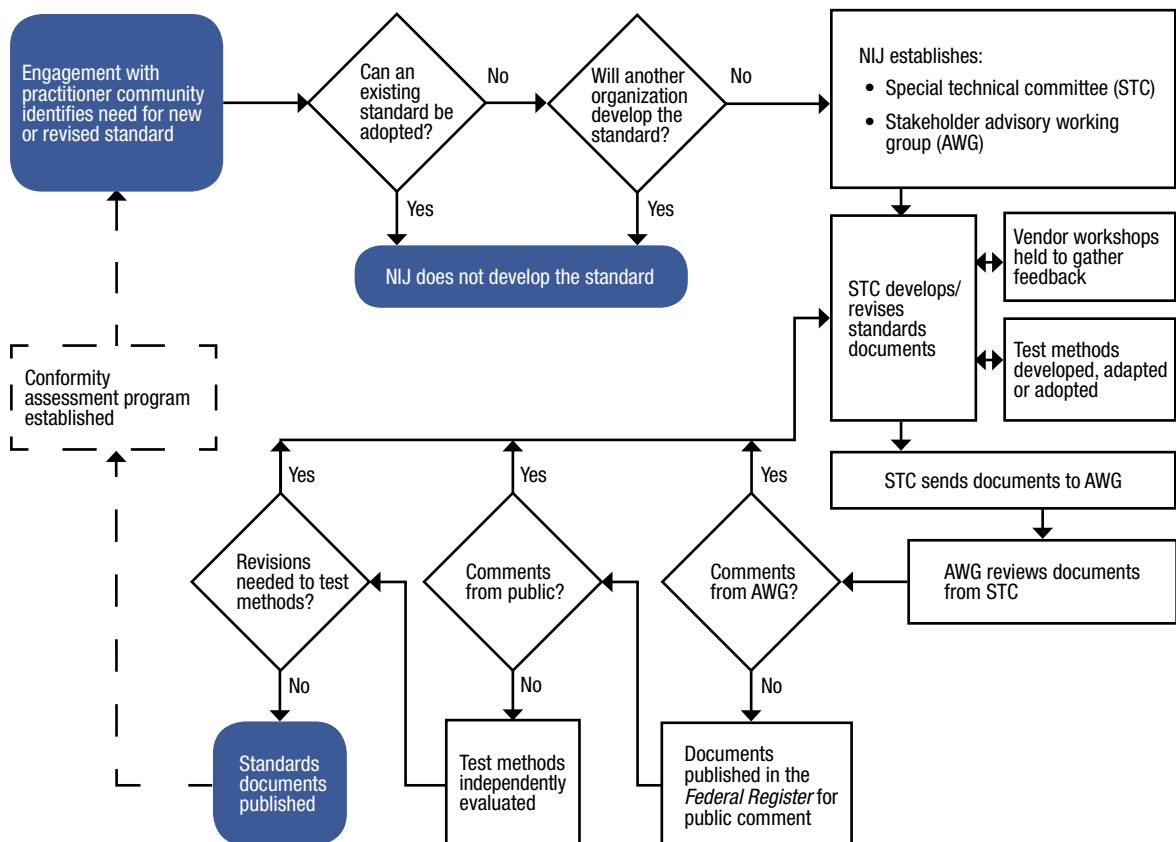 Engagement with
practitioner community
identifies need for new
or revised standard
Can an
existing
standard be
adopted?
No
Yes
Will another
organization
develop the
standard?
No
Yes
NIJ does not develop the standard
NIJ establishes:
• Special technical committee (STC)
• Stakeholder advisory working
group (AWG)
STC develops/
revises
standards
documents
Vendor workshops
held to gather
feedback
Test methods
developed, adapted
or adopted
STC sends documents to AWG
AWG reviews documents
from STC
Comments
from AWG?
Yes
No
Documents
published in the
Federal Register for
public comment
Comments
from public?
Yes
No
Test methods
independently
evaluated
Revisions
needed to test
methods?
Yes
No
Standards
documents
published
Conformity
assessment program
established